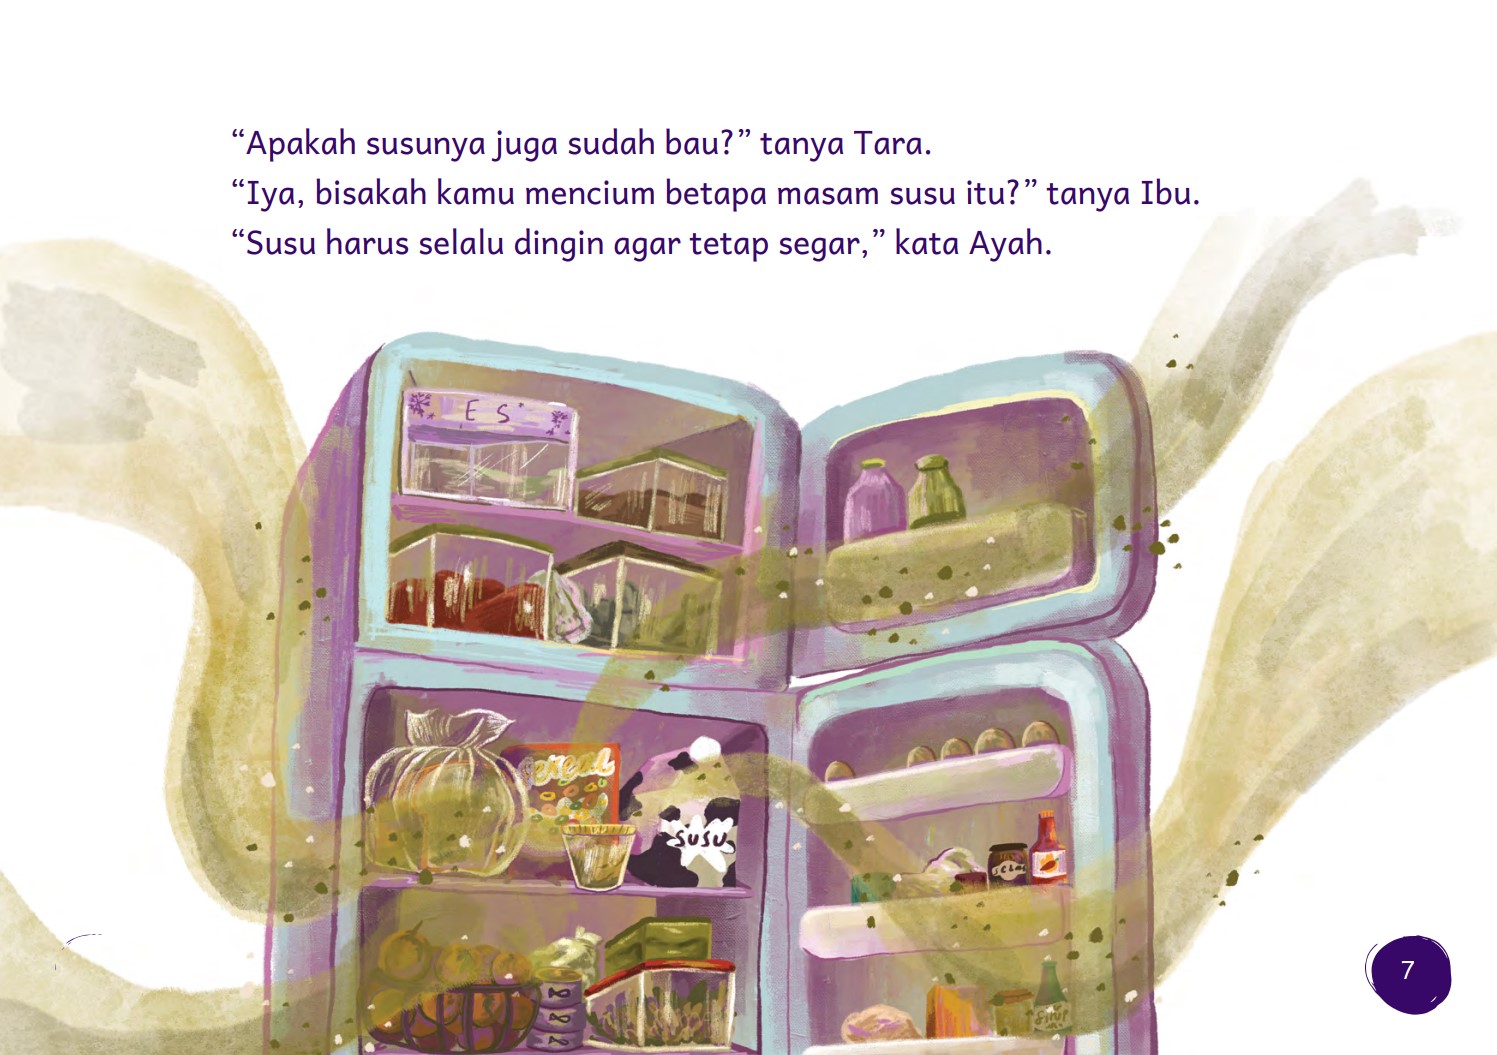 “Apakah susunya juga sudah bau?” tanya Tara.
“Iya, bisakah kamu mencium betapa masam susu itu?” tanya Ibu.
“Susu harus selalu dingin agar tetap segar,” kata Ayah.
ES
SUSU
SIRUP
7